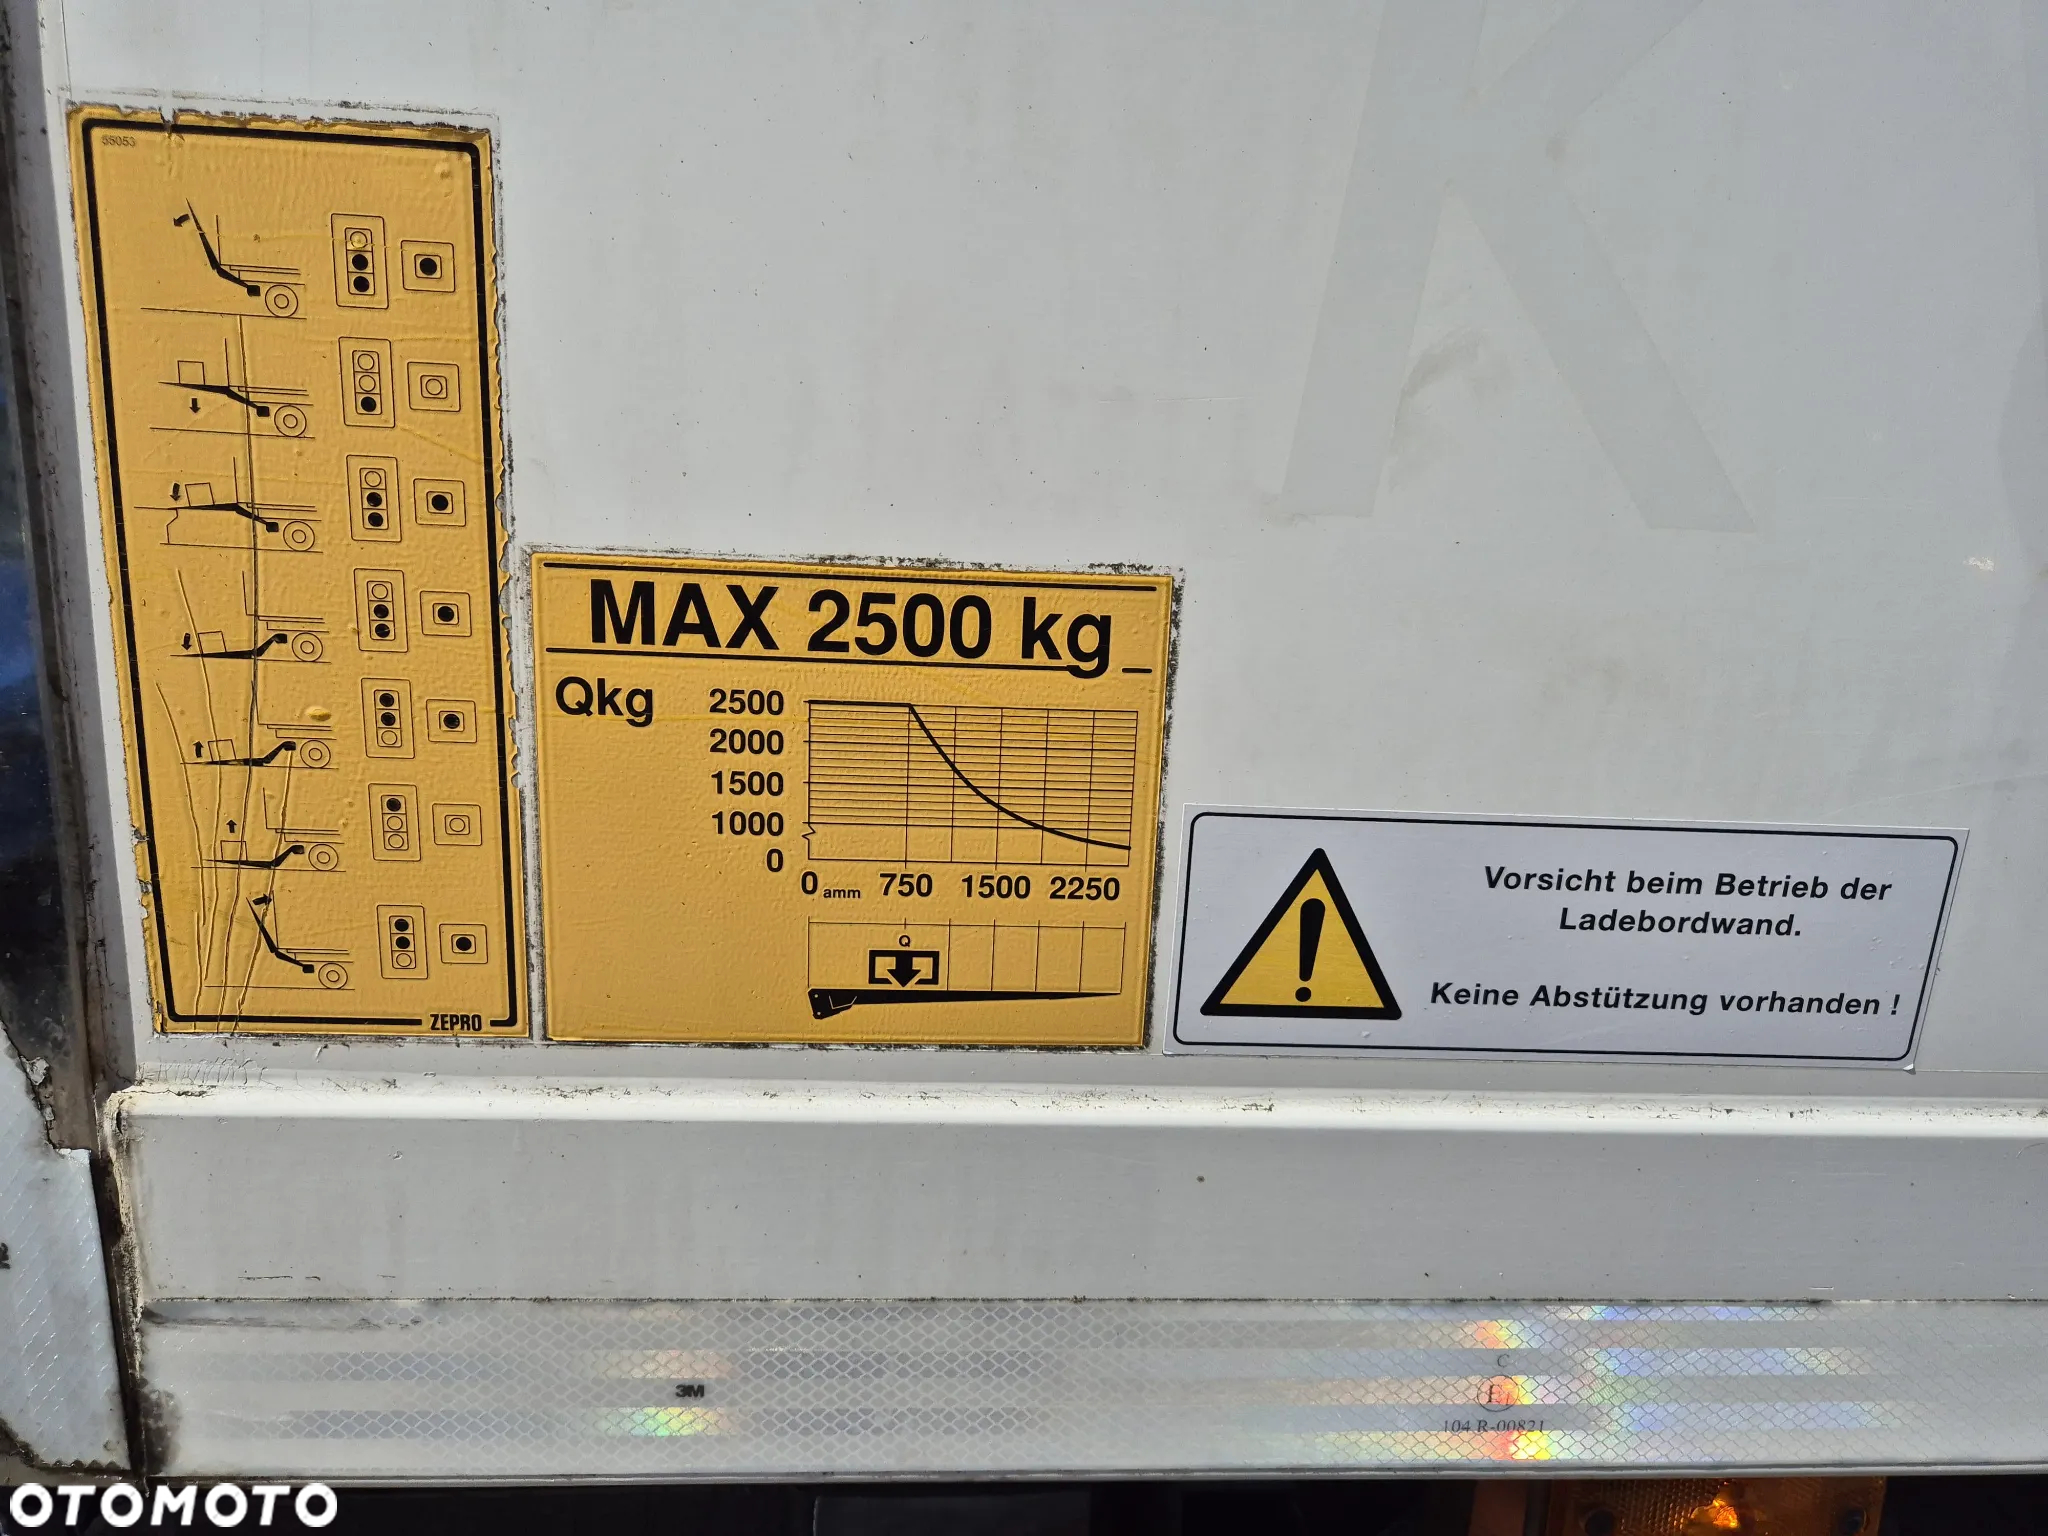 55053
ZEPRO
MAX 2500 kg
Qkg
2500
2000
1500
1000
0
0 amm 750 1500 2250
Q
Vorsicht beim Betrieb der
Ladebordwand.
Keine Abstützung vorhanden !
K
3M
C
104 R-00821
OTOMOTO